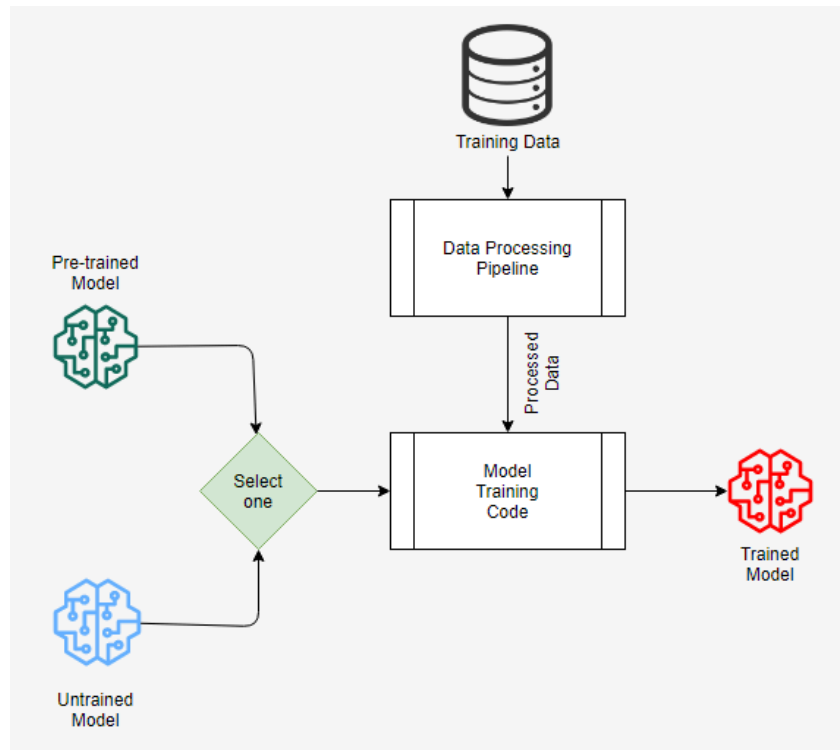 Training Data
Data Processing
Pipeline
Pre-trained
Model
Processed
Data
Select
one
Model
Training
Code
Trained
Model
Untrained
Model